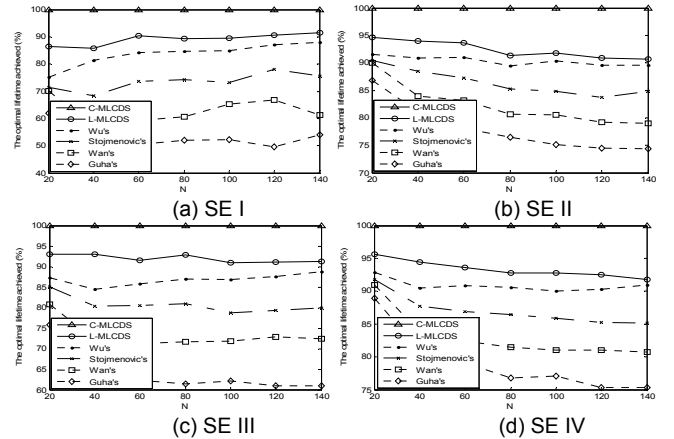 The optimal lifetime achieved (%)
100
90
80
70
60
50
40
C-MLCDS
L-MLCDS
Wu's
Stojmenovic's
Wan's
Guha's
20 40 60 80 100 120 140
N
(a) SE I
The optimal lifetime achieved (%)
100
95
90
85
80
75
70
C-MLCDS
L-MLCDS
Wu's
Stojmenovic's
Wan's
Guha's
20 40 60 80 100 120 140
N
(b) SE II
The optimal lifetime achieved (%)
100
95
90
85
80
75
70
65
60
C-MLCDS
L-MLCDS
Wu's
Stojmenovic's
Wan's
Guha's
20 40 60 80 100 120 140
N
(c) SE III
The optimal lifetime achieved (%)
100
95
90
85
80
75
C-MLCDS
L-MLCDS
Wu's
Stojmenovic's
Wan's
Guha's
20 40 60 80 100 120 140
N
(d) SE IV